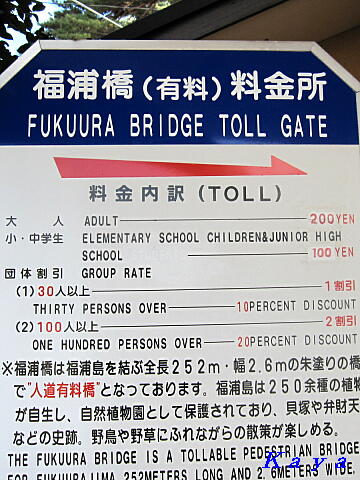 福浦橋(有料)料金所
FUKUURA BRIDGE TOLL GATE
料金内訳(TOLL)
大 人 ADULT 200YEN
小・中学生 ELEMENTARY SCHOOL CHILDREN&JUNIOR HIGH
SCHOOL 100YEN
団体割引 GROUP RATE
(1)30人以上 1割引
THIRTY PERSONS OVER 10PERCENT DISCOUNT
(2)100人以上 2割引
ONE HUNDRED PERSONS OVER 20PERCENT DISCOUNT
※福浦橋は福浦島を結ぶ全長252m・幅2.6mの朱塗りの橋
で"人道有料橋"となっております。福浦島は250余種の植物
が自生し、自然植物園として保護されており、貝塚や弁財天
などの史跡。野鳥や野草にふれながらの散策が楽しめる。
THE FUKUURA BRIDGE IS A TOLLABLE PEDESTRIAN BRIDGE
FOR FUKUURAJIMA 252METERS LONG AND 2.6METERS WIDE.
Kaya